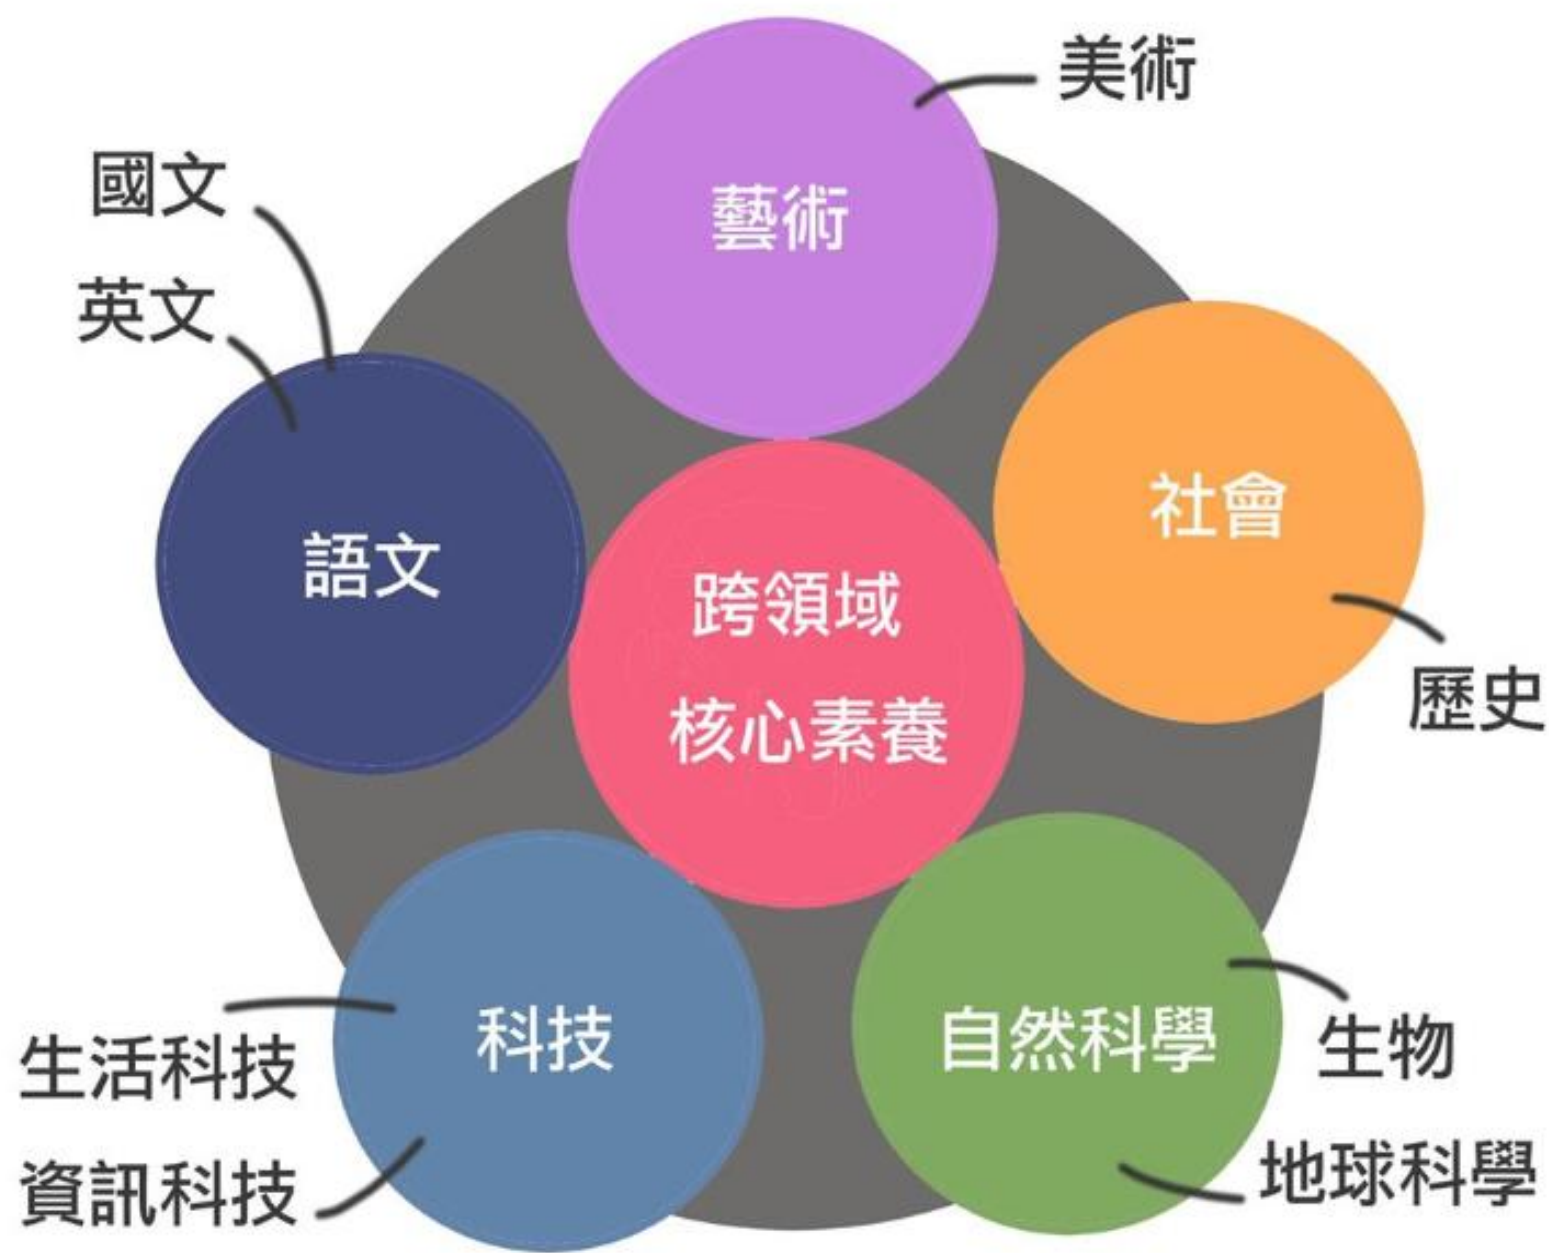 美術
藝術
國文
英文
語文
社會
歷史
跨領域
核心素養
科技
生活科技
資訊科技
自然科學
生物
地球科學